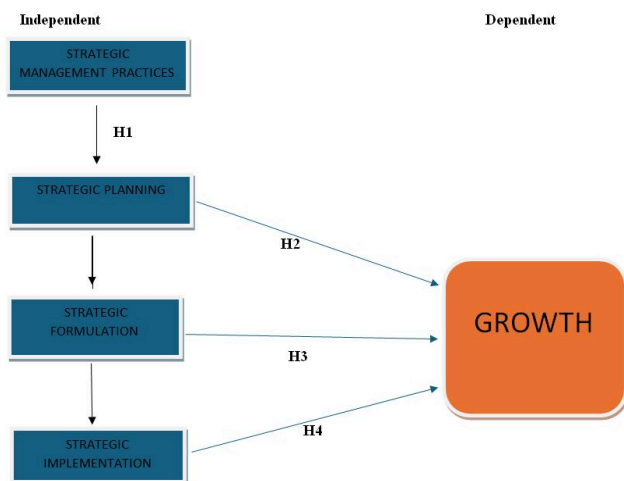 Independent
Dependent
STRATEGIC
MANAGEMENT PRACTICES
H1
STRATEGIC PLANNING
H2
STRATEGIC
FORMULATION
GROWTH
H3
STRATEGIC
IMPLEMENTATION
H4